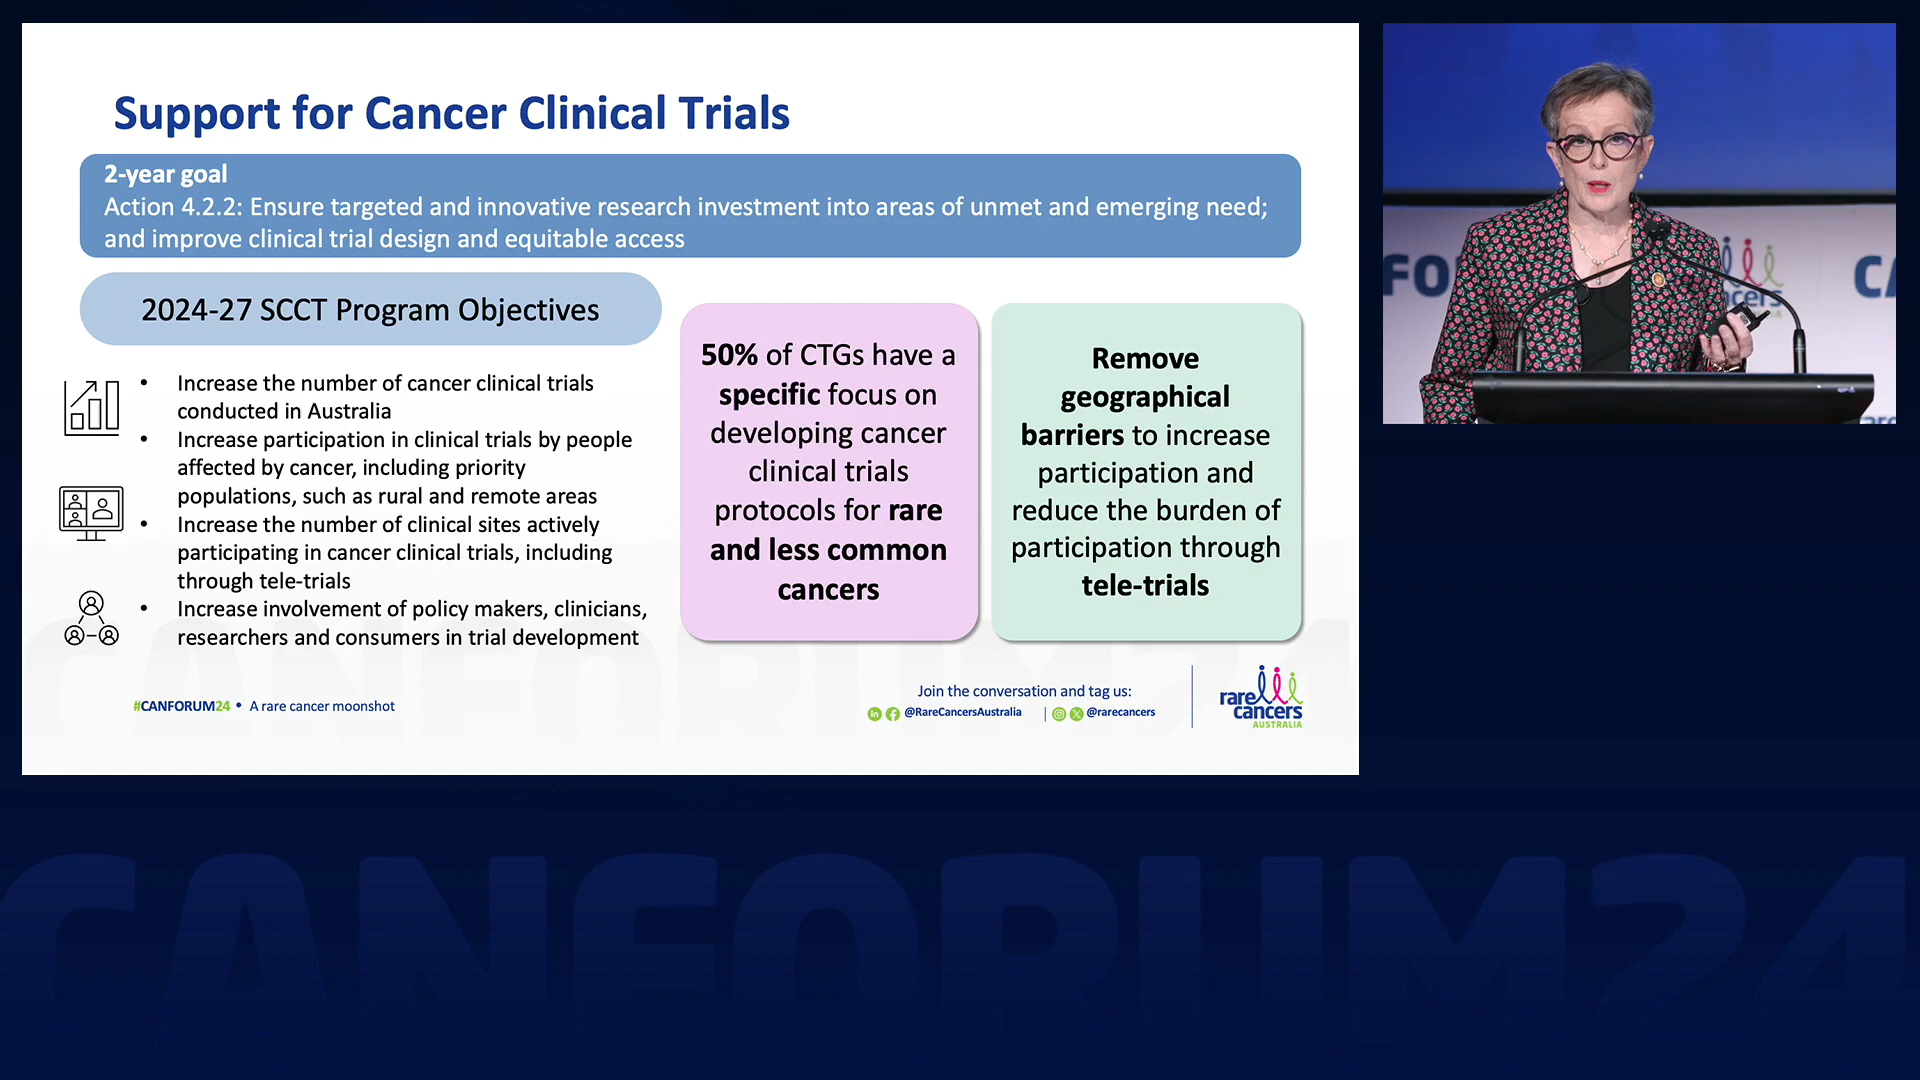 Support for Cancer Clinical Trials
2-year goal
Action 4.2.2: Ensure targeted and innovative research investment into areas of unmet and emerging need;
and improve clinical trial design and equitable access
2024-27 SCCT Program Objectives
• Increase the number of cancer clinical trials
conducted in Australia
• Increase participation in clinical trials by people
affected by cancer, including priority
populations, such as rural and remote areas
• Increase the number of clinical sites actively
participating in cancer clinical trials, including
through tele-trials
• Increase involvement of policy makers, clinicians,
researchers and consumers in trial development
50% of CTGs have a
specific focus on
developing cancer
clinical trials
protocols for rare
and less common
cancers
Remove
geographical
barriers to increase
participation and
reduce the burden of
participation through
tele-trials
#CANFORUM24 • A rare cancer moonshot
Join the conversation and tag us:
@RareCancersAustralia | @rarecancers
rare
cancers
AUSTRALIA
CANFORUM24
CANFO
cers
CA
CANFORUM24